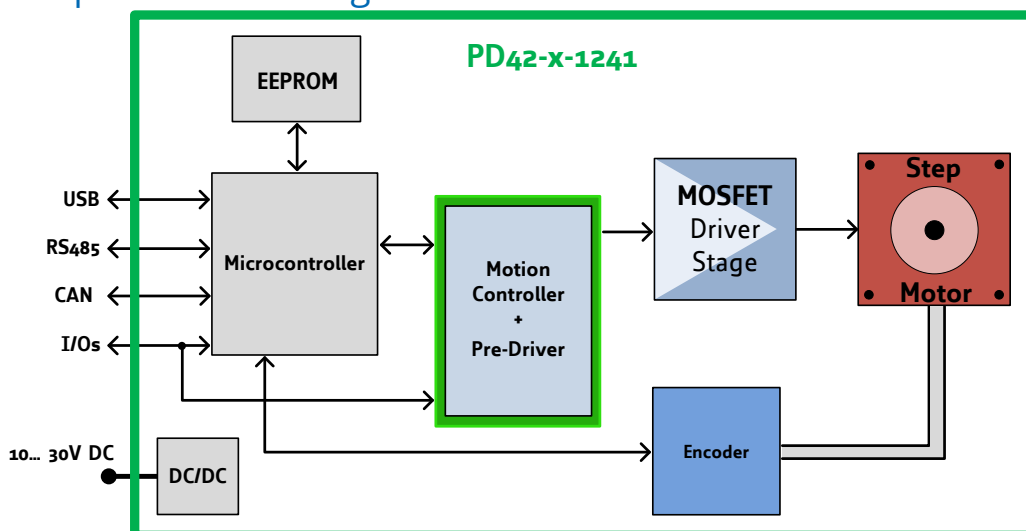 PD42-x-1241
EEPROM
USB
RS485
CAN
I/Os
Microcontroller
Motion
Controller
+
Pre-Driver
MOSFET
Driver
Stage
Step
Motor
Encoder
10... 30V DC
DC/DC